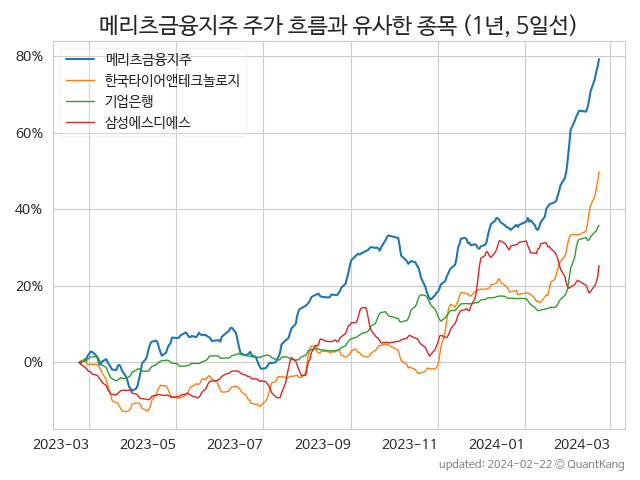 메리츠금융지주 주가 흐름과 유사한 종목 (1년, 5일선)
메리츠금융지주
한국타이어앤테크놀로지
기업은행
삼성에스디에스
80%
60%
40%
20%
0%
2023-03 2023-05 2023-07 2023-09 2023-11 2024-01 2024-03
updated: 2024-02-22 © QuantKang